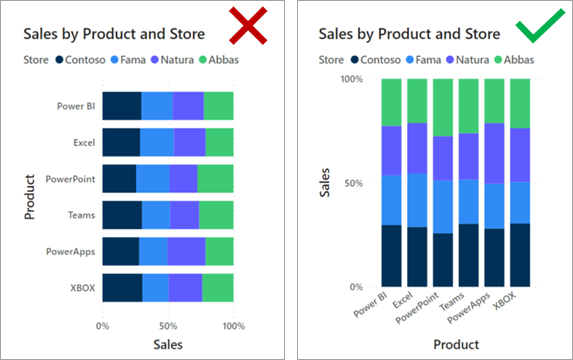 Sales by Product and Store
Store Contoso Fama Natura Abbas
Power BI
Excel
PowerPoint
Teams
PowerApps
XBOX
Product
0% 50% 100%
Sales
Sales by Product and Store
Store Contoso Fama Natura Abbas
100%
50%
0%
Sales
Power BI Excel PowerPoint Teams PowerApps XBOX
Product